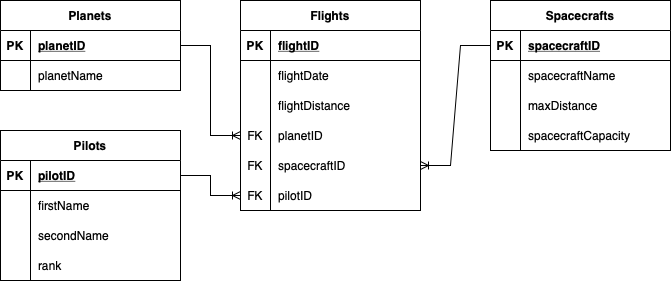 Planets
PK planetID
planetName
Flights
PK flightID
flightDate
flightDistance
FK planetID
FK spacecraftID
FK pilotID
Spacecrafts
PK spacecraftID
spacecraftName
maxDistance
spacecraftCapacity
Pilots
PK pilotID
firstName
secondName
rank